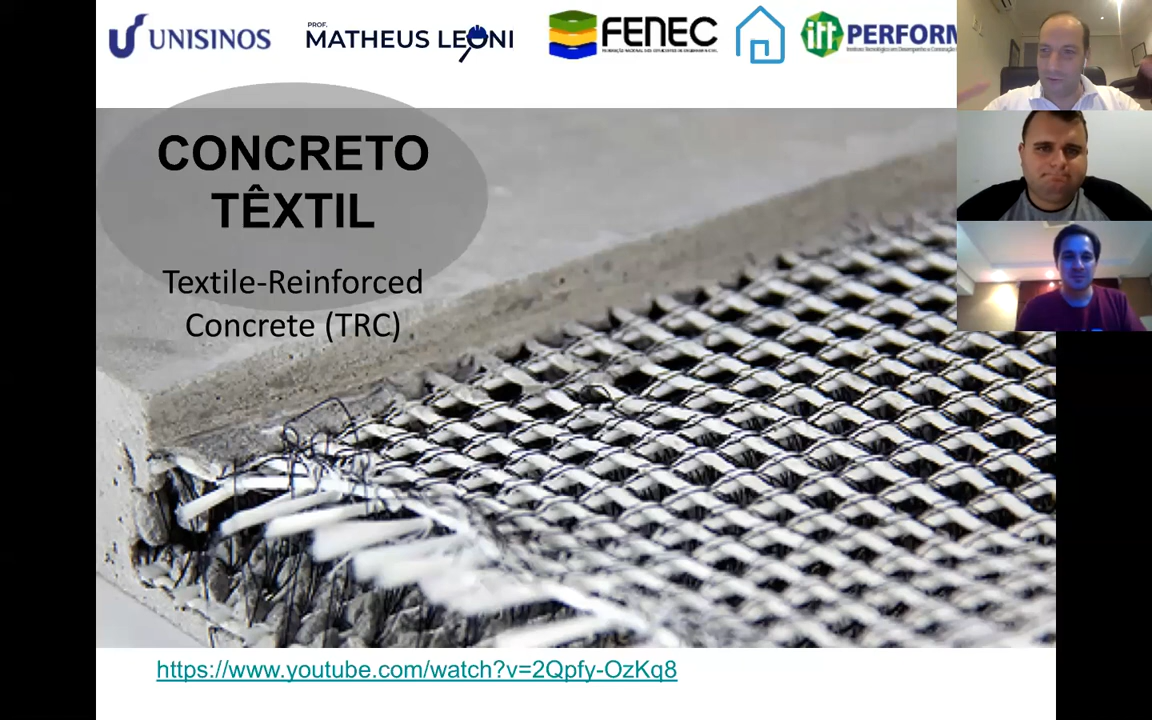 UNISINOS
PROF.
MATHEUS LEONI
FENEC
itt PERFORM
CONCRETO
TÊXTIL
Textile-Reinforced
Concrete (TRC)
https://www.youtube.com/watch?v=2Qpfy-OzKq8